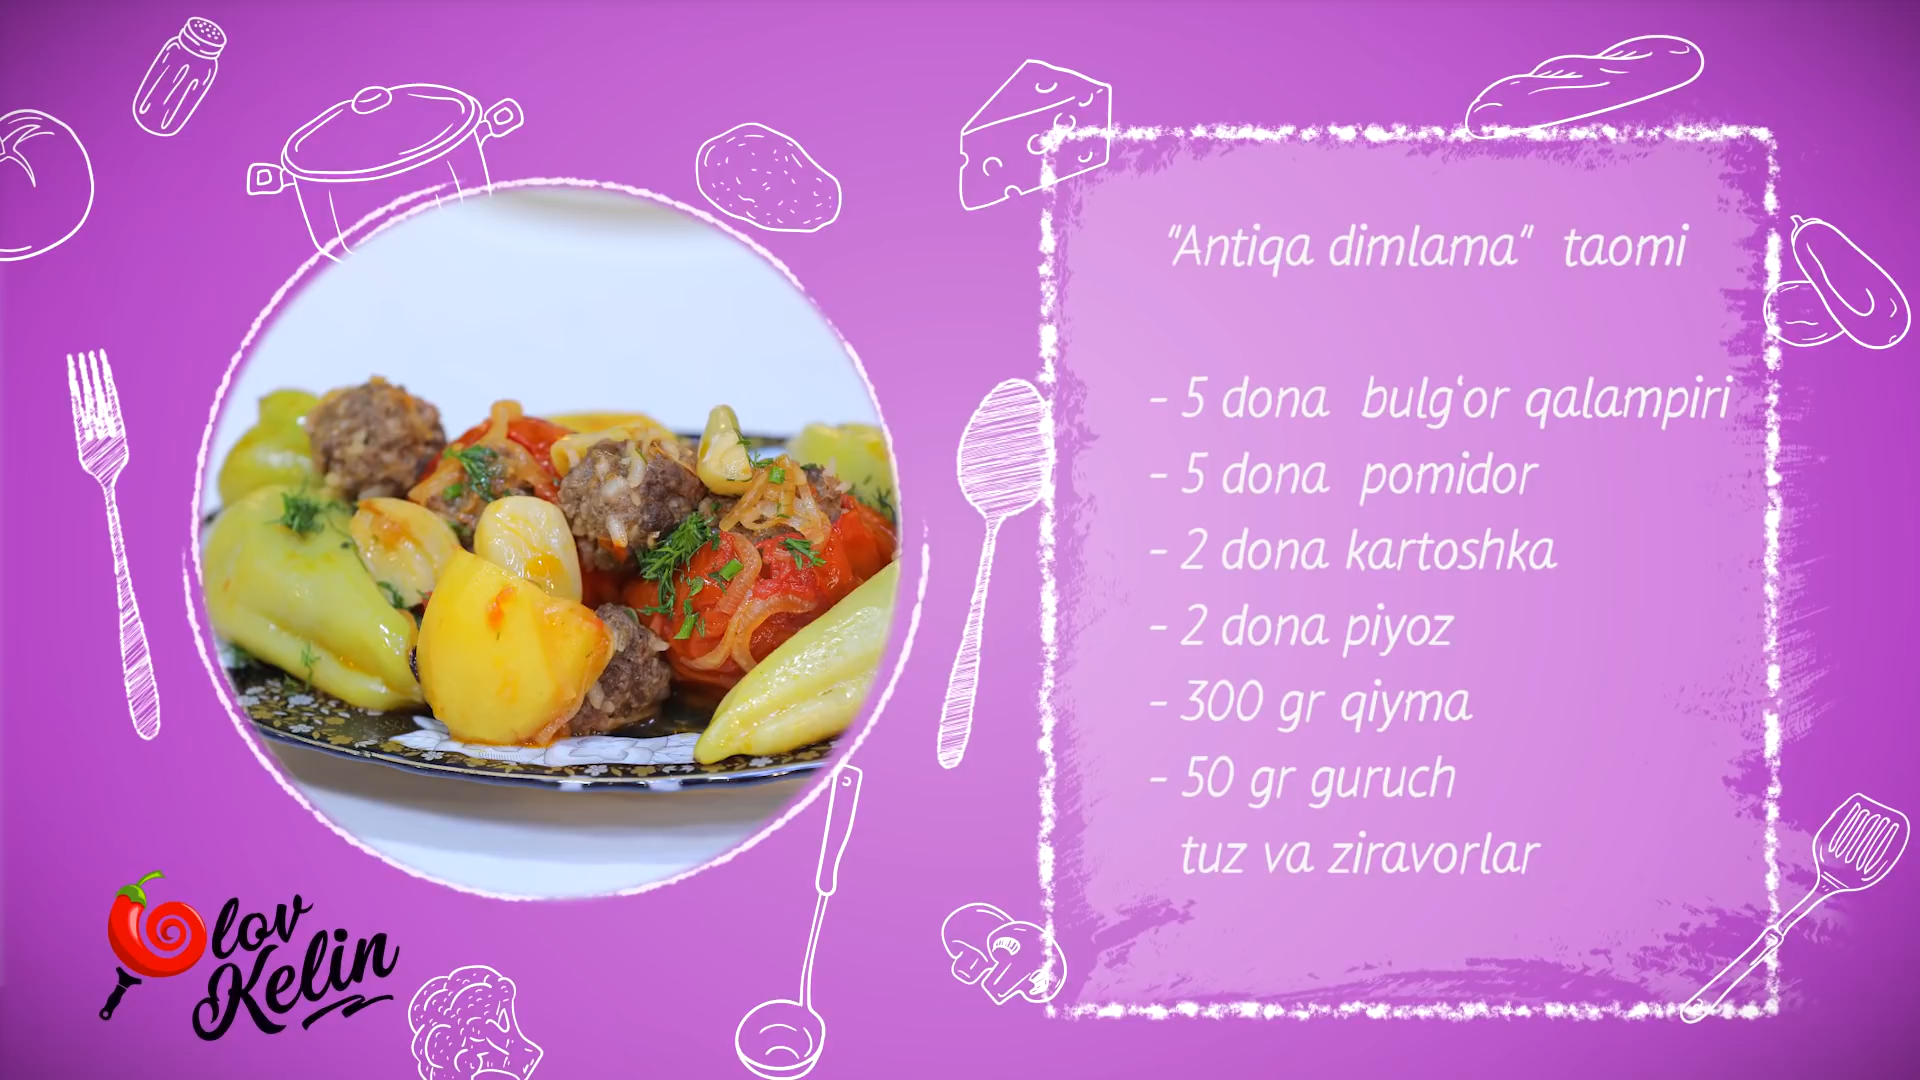 "Antiqa dimlama" taomi
- 5 dona bulg‘or qalampiri
- 5 dona pomidor
- 2 dona kartoshka
- 2 dona piyoz
- 300 gr qiyma
- 50 gr guruch
tuz va ziravorlar
Olov
Kelin